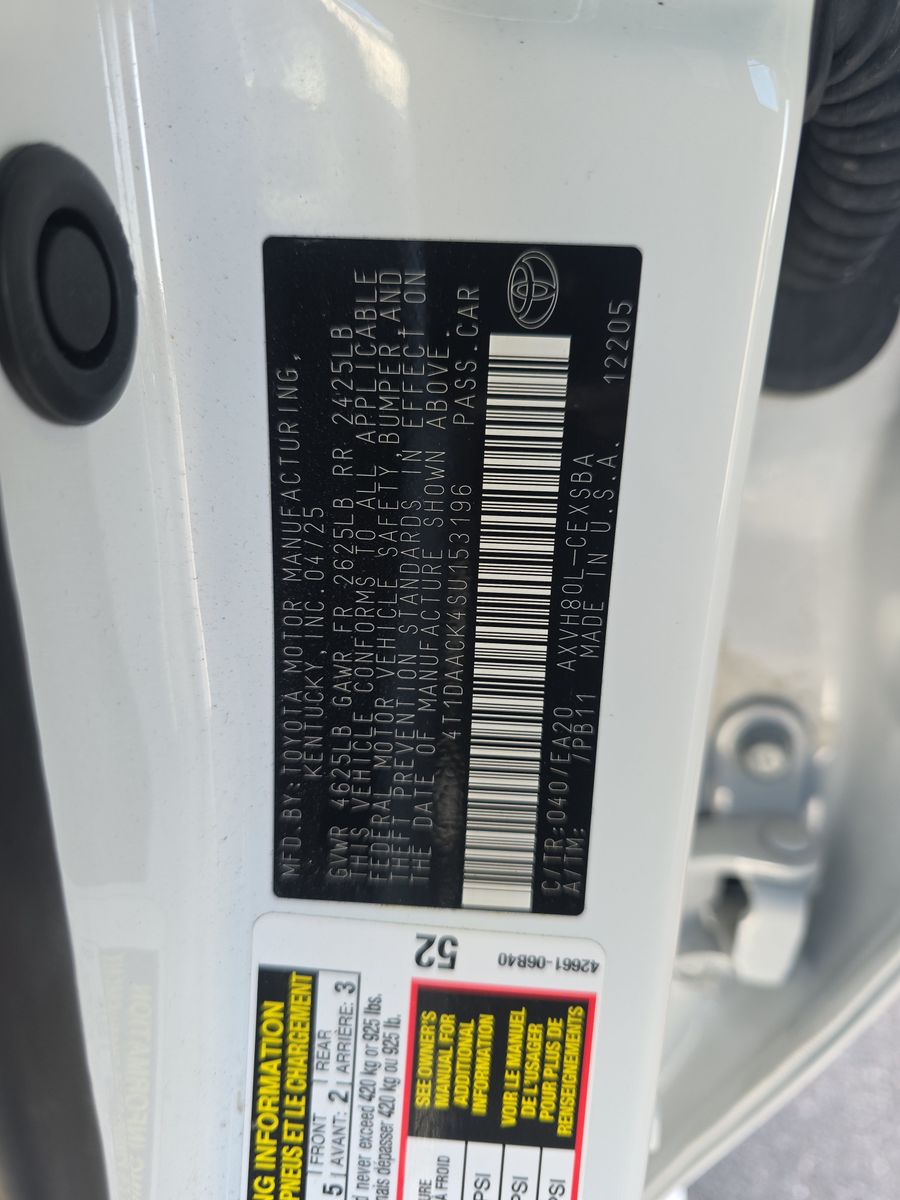 MFD.BY:TOYOTA MOTOR MANUFACTURING,
KENTUCKY, INC 04/25
GVWR 4625LB GAWR FR 2625LB RR 2425LB
THIS VEHICLE CONFORMS TO ALL APPLICABLE
FEDERAL MOTOR VEHICLE SAFETY, BUMPER, AND
THEFT PREVENTION STANDARDS IN EFFECT ON
THE DATE OF MANUFACTURE SHOWN ABOVE.
4T1DAACK4SU153196 PASS.CAR
C/TR:040/EA20 AXVH80L-CEXSBA
A/TM: /PB11 MADE IN U.S.A. 12205
52
42661-06B40
NG INFORMATION
PNEUS ET LE CHARGEMENT
5 FRONT AVANT: 2 REAR ARRIÈRE: 3
d never exceed 420 kg or 925 lbs.
mais dépasser 420 kg ou 925 lb.
SEE OWNER'S
MANUAL FOR
ADDITIONAL
INFORMATION
VOIR LE MANUEL
DE L'USAGER
POUR PLUS DE
RENSEIGNEMENTS
URE
À FROID
PSI
PSI
PSI